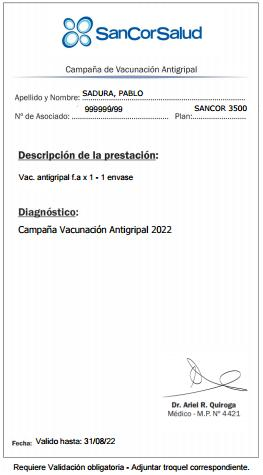 SanCorSalud
Campaña de Vacunación Antigripal
Apellido y Nombre: SADURA, PABLO
Nº de Asociado: 999999/99 Plan: SANCOR 3500
Descripción de la prestación:
Vac. antigripal f.a x 1 - 1 envase
Diagnóstico:
Campaña Vacunación Antigripal 2022
Dr. Ariel R. Quiroga
Médico - M.P. Nº 4421
Fecha: Valido hasta: 31/08/22
Requiere Validación obligatoria - Adjuntar troquel correspondiente.